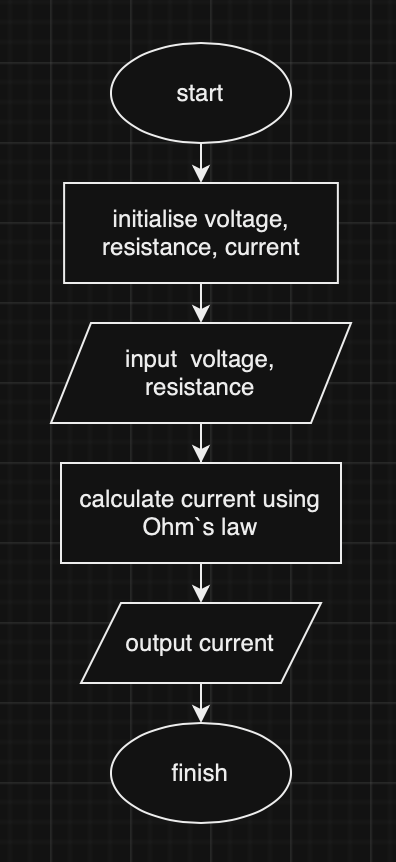 start
initialise voltage,
resistance, current
input  voltage,
resistance
calculate current using
Ohm`s law
output current
finish